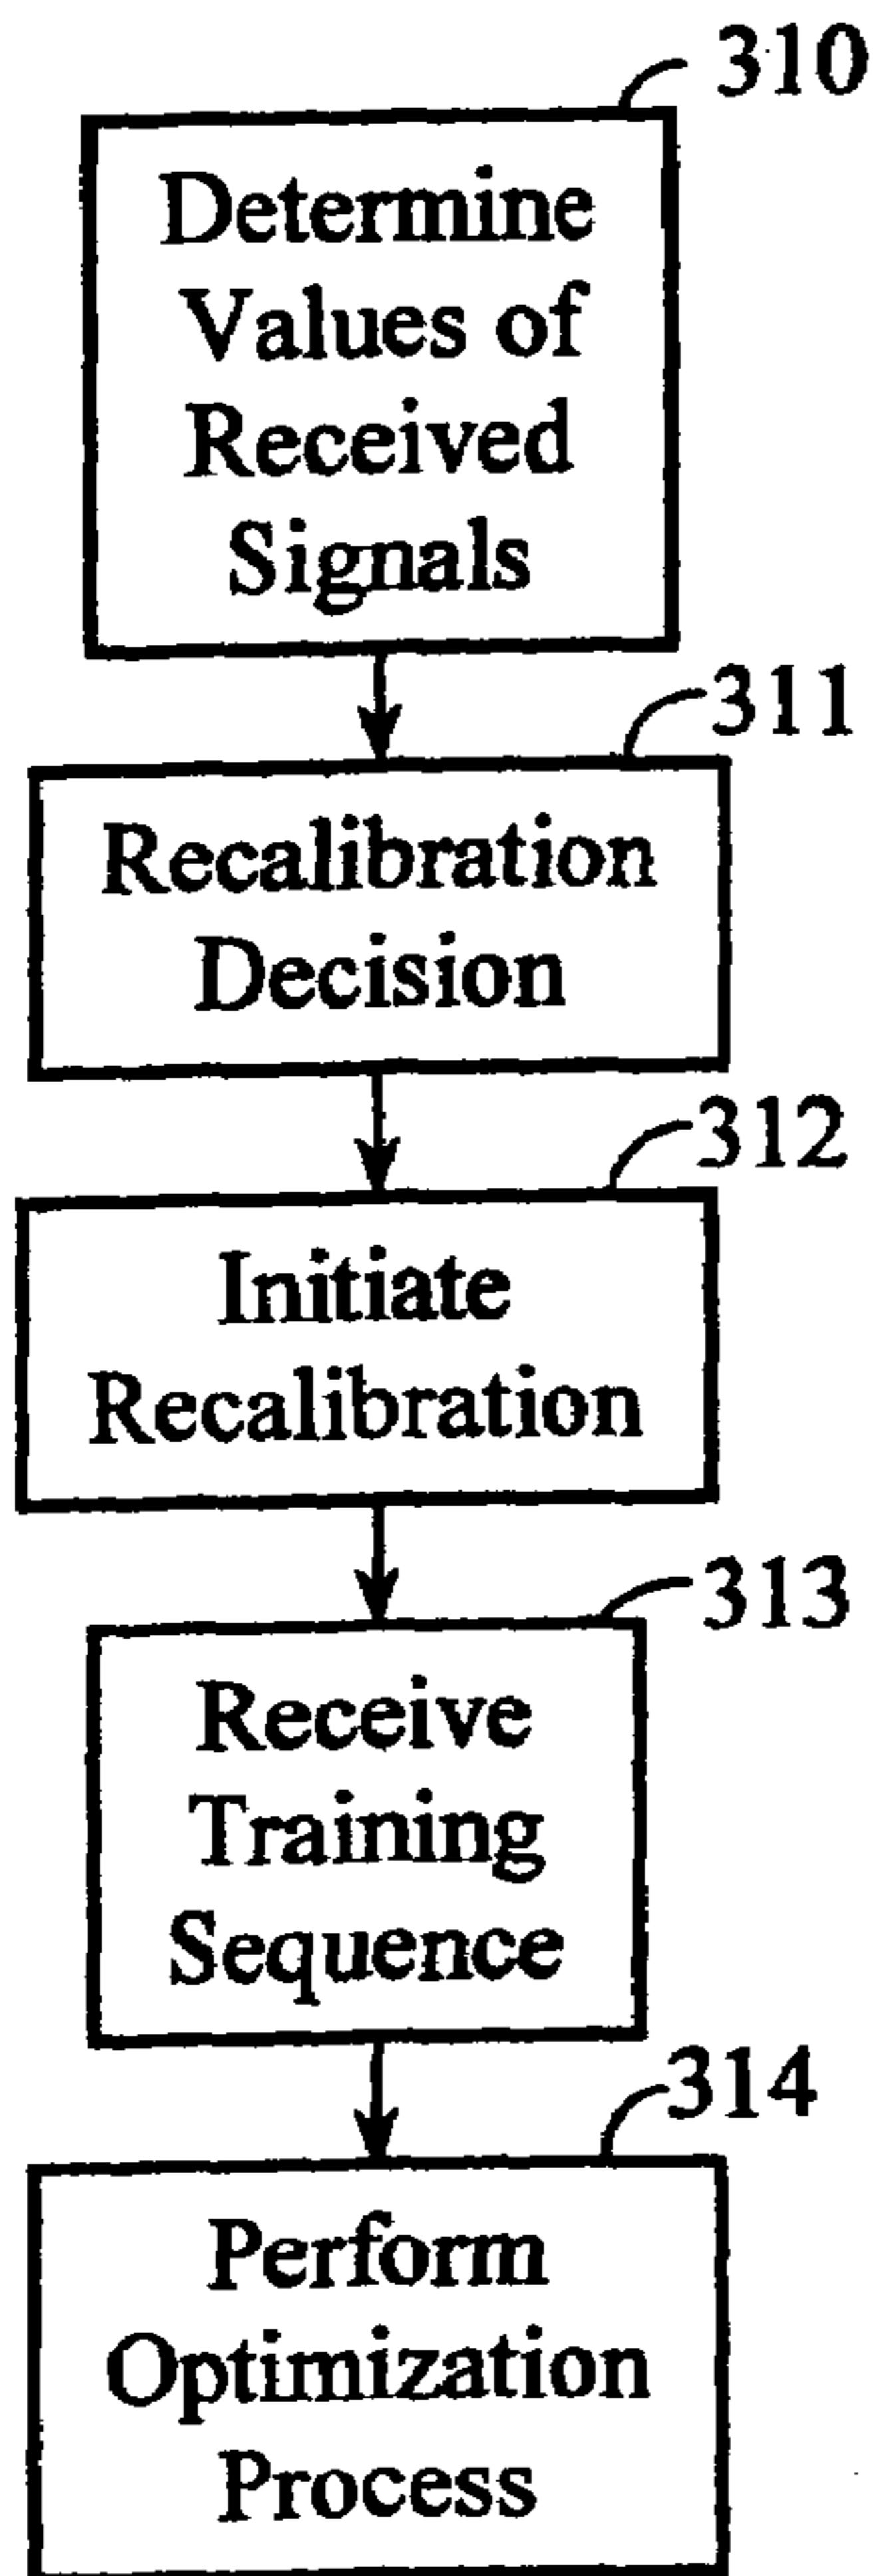 310
Determine
Values of
Received
Signals
311
Recalibration
Decision
312
Initiate
Recalibration
313
Receive
Training
Sequence
314
Perform
Optimization
Process